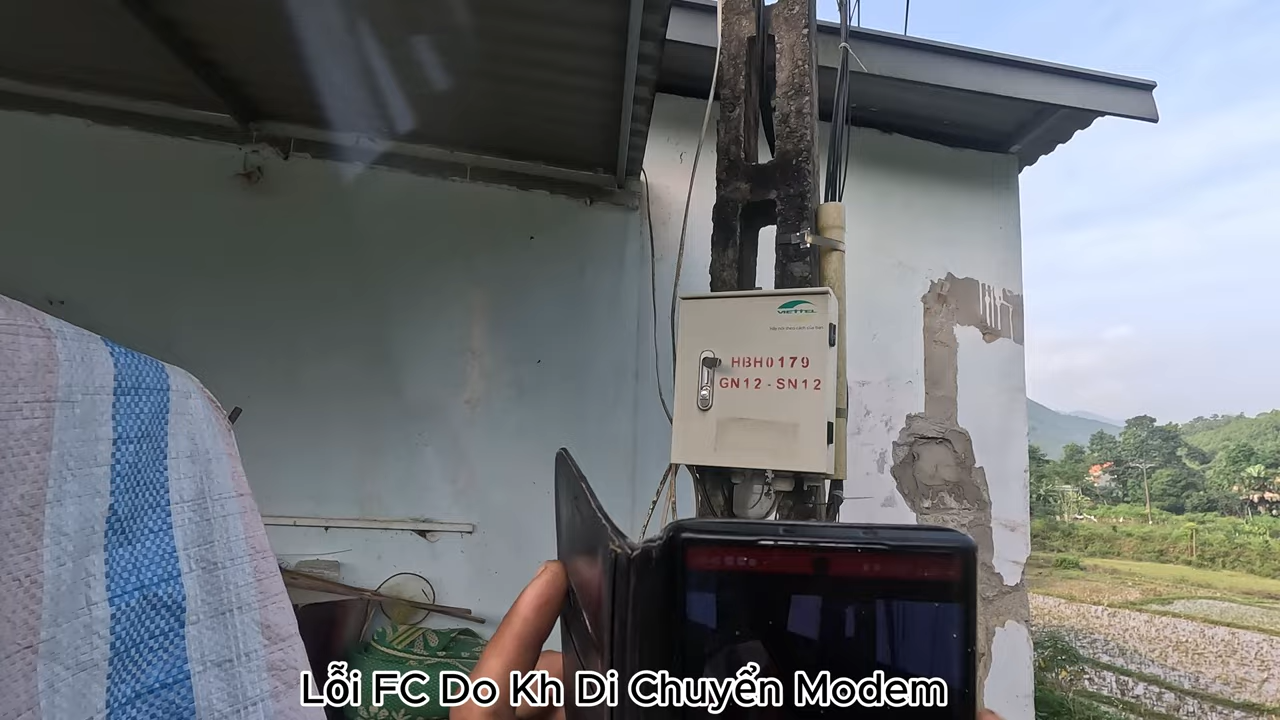 VIETTEL
HBH0179
GN12-SN12
Lỗi FC Do Kh Di Chuyển Modem